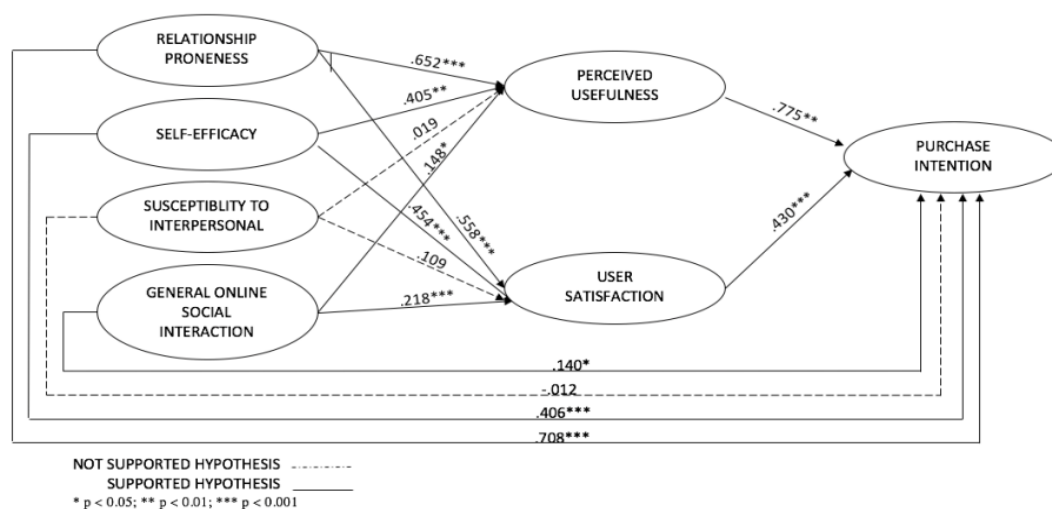 RELATIONSHIP
PRONENESS
SELF-EFFICACY
SUSCEPTIBLITY TO
INTERPERSONAL
GENERAL ONLINE
SOCIAL
INTERACTION
.652***
.405**
.019
.148*
.558***
.454***
.109
.218***
PERCEIVED
USEFULNESS
USER
SATISFACTION
.775**
.430***
PURCHASE
INTENTION
.140*
-.012
.406***
.708***
NOT SUPPORTED HYPOTHESIS
SUPPORTED HYPOTHESIS
* p < 0.05; ** p < 0.01; *** p < 0.001